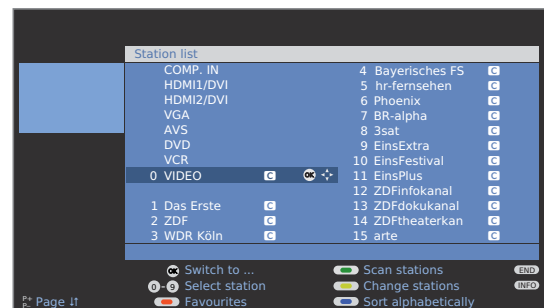 Station list
COMP. IN
HDMI1/DVI
HDMI2/DVI
VGA
AVS
DVD
VCR
0 VIDEO C OK
1 Das Erste C
2 ZDF C
3 WDR Köln C
4 Bayerisches FS C
5 hr-fernsehen C
6 Phoenix C
7 BR-alpha C
8 3sat C
9 EinsExtra C
10 EinsFestival C
11 EinsPlus C
12 ZDFinfokanal C
13 ZDFdokukanal C
14 ZDFtheaterkan C
15 arte C
OK Switch to ...
0-9 Select station
P+ P- Page
Favourites
Scan stations END
Change stations INFO
Sort alphabetically